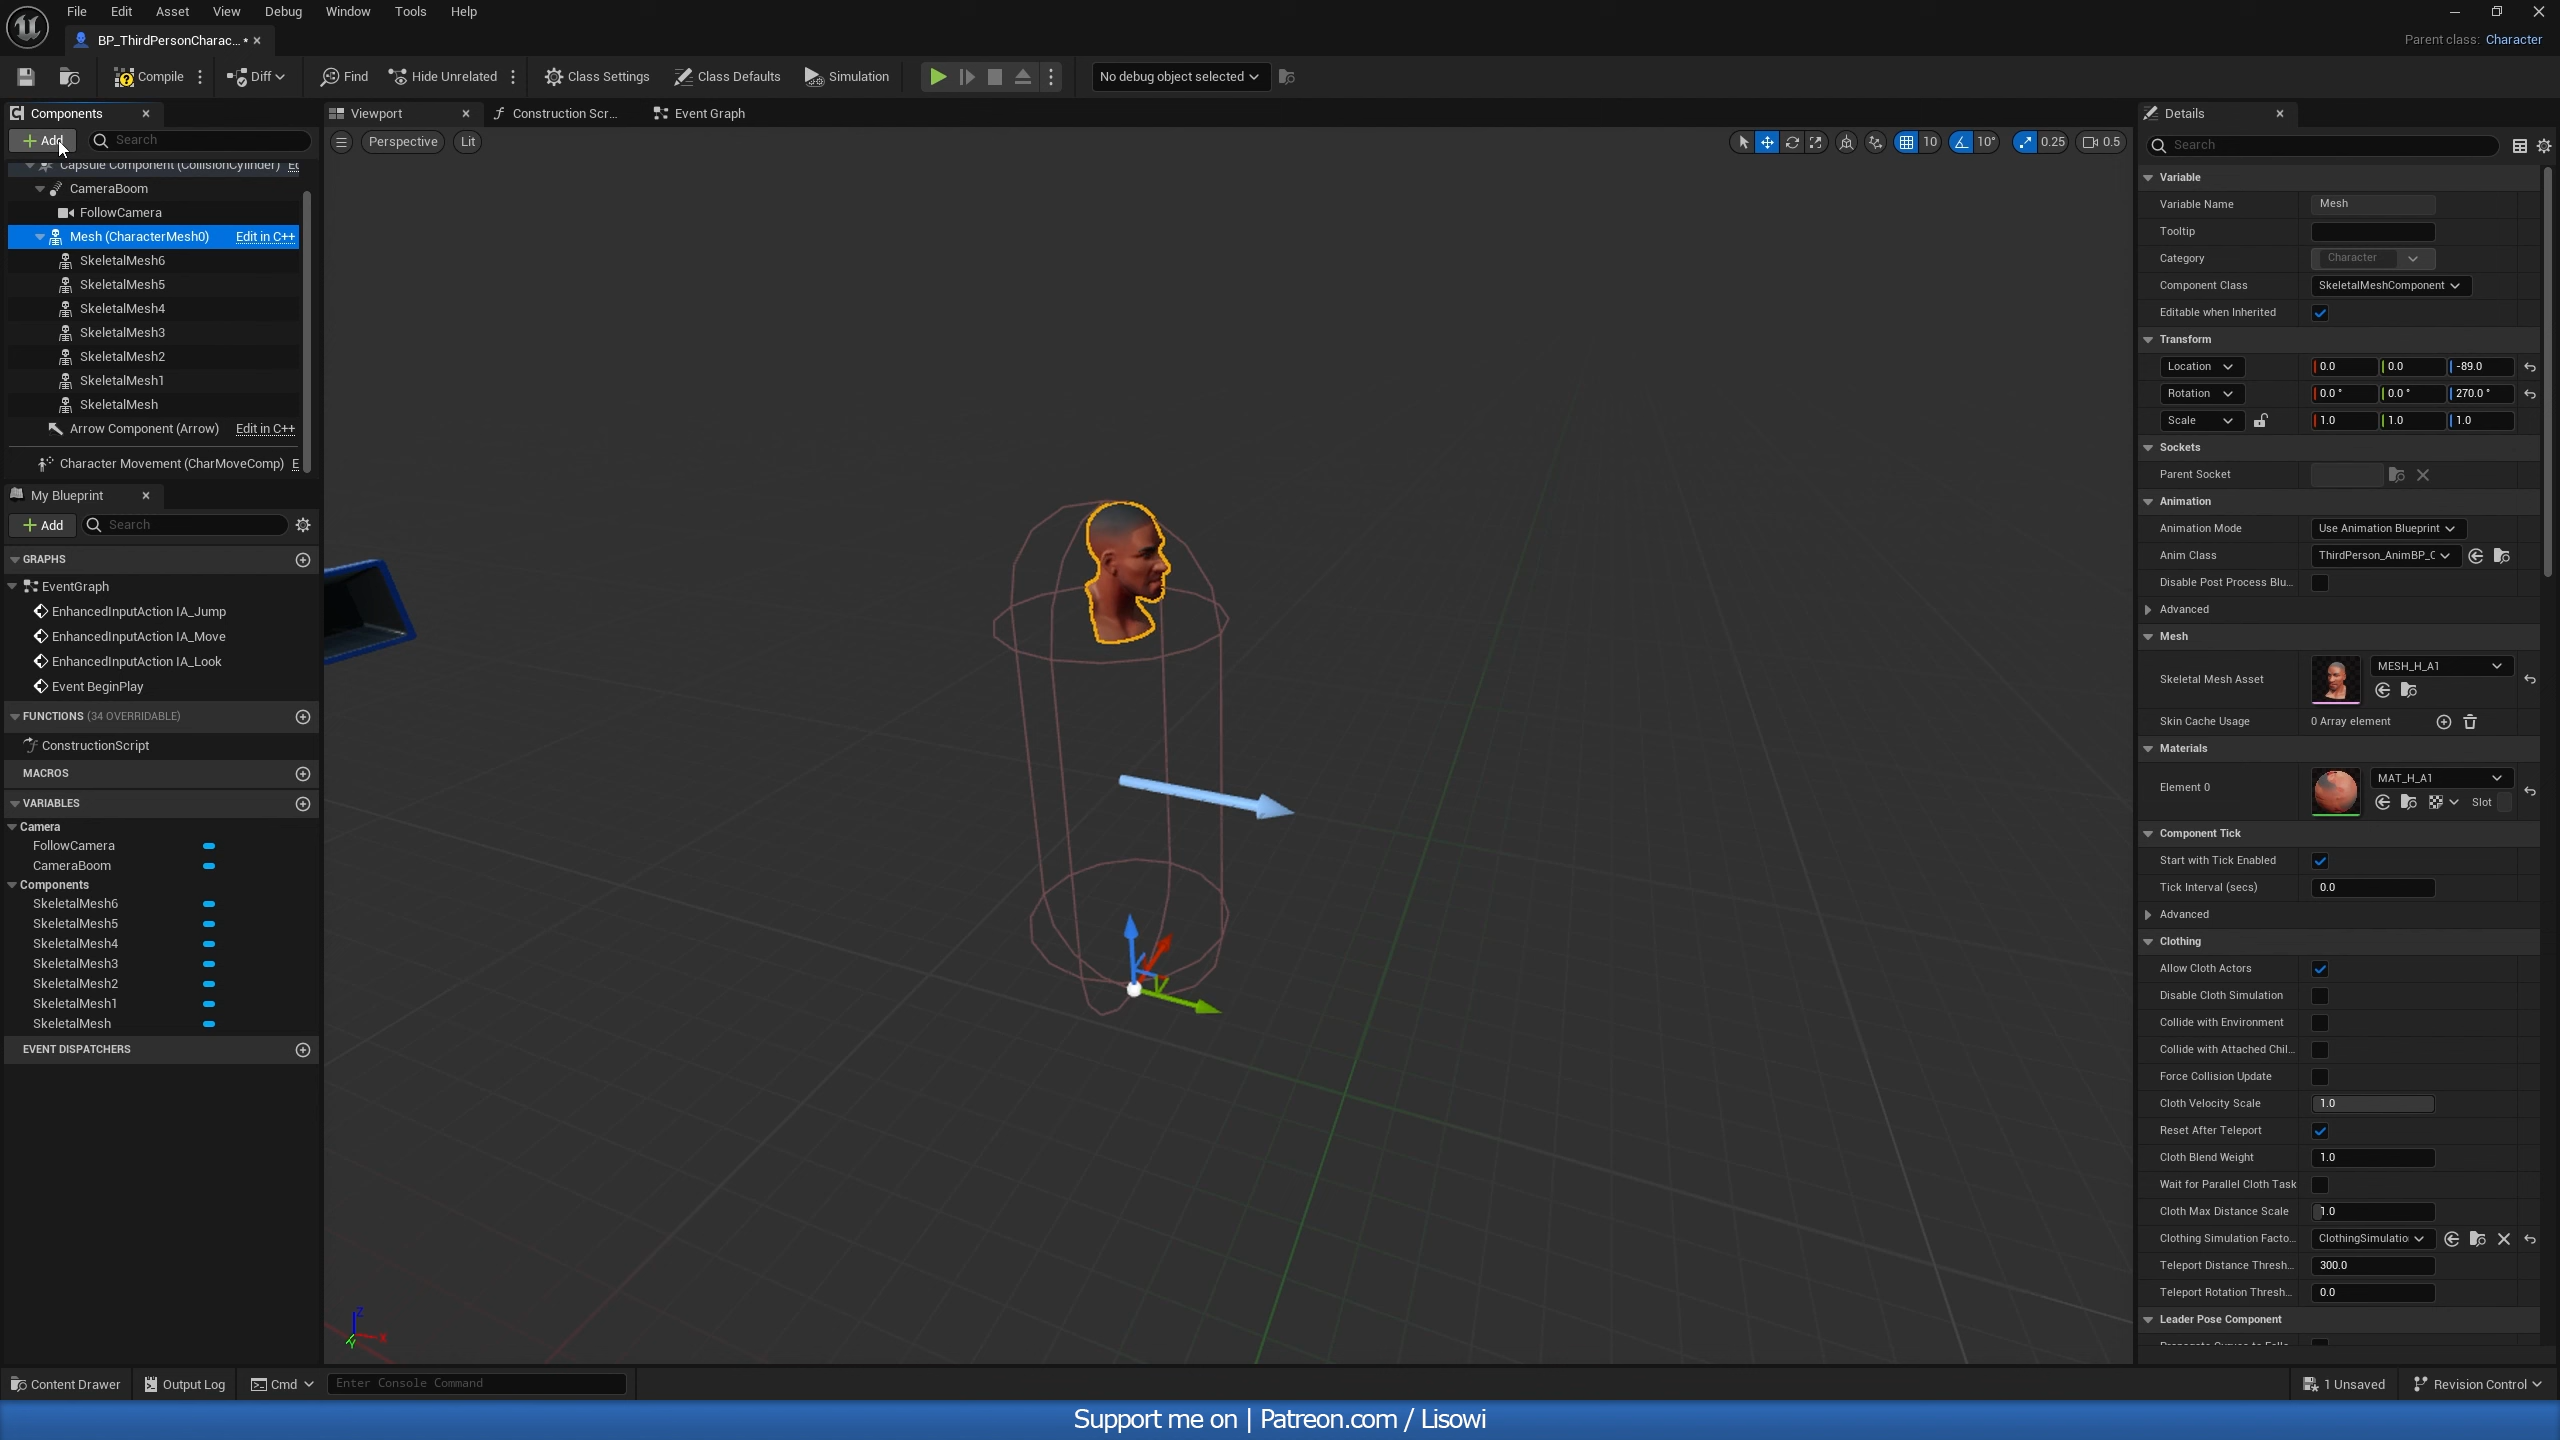 File Edit Asset View Debug Window Tools Help
BP_ThirdPersonCharac... •
Parent class: Character
Compile Diff Find Hide Unrelated Class Settings Class Defaults Simulation No debug object selected
Components Viewport Construction Scr... Event Graph Details
Add Search
Perspective Lit 10 10° 0.25 0.5
Search
Capsule Component (CollisionCylinder)
CameraBoom
FollowCamera
Mesh (CharacterMesh0) Edit in C++
SkeletalMesh6
SkeletalMesh5
SkeletalMesh4
SkeletalMesh3
SkeletalMesh2
SkeletalMesh1
SkeletalMesh
Arrow Component (Arrow) Edit in C++
Character Movement (CharMoveComp) E
My Blueprint
Add Search
GRAPHS
EventGraph
EnhancedInputAction IA_Jump
EnhancedInputAction IA_Move
EnhancedInputAction IA_Look
Event BeginPlay
FUNCTIONS (34 OVERRIDABLE)
ConstructionScript
MACROS
VARIABLES
Camera
FollowCamera
CameraBoom
Components
SkeletalMesh6
SkeletalMesh5
SkeletalMesh4
SkeletalMesh3
SkeletalMesh2
SkeletalMesh1
SkeletalMesh
EVENT DISPATCHERS
Z
X
Y
Variable
Variable Name Mesh
Tooltip
Category Character
Component Class SkeletalMeshComponent
Editable when Inherited
Transform
Location 0.0 0.0 -89.0
Rotation 0.0 ° 0.0 ° 270.0 °
Scale 1.0 1.0 1.0
Sockets
Parent Socket
Animation
Animation Mode Use Animation Blueprint
Anim Class ThirdPerson_AnimBP_C
Disable Post Process Blu...
Advanced
Mesh
Skeletal Mesh Asset MESH_H_A1
Skin Cache Usage 0 Array element
Materials
Element 0 MAT_H_A1
Slot
Component Tick
Start with Tick Enabled
Tick Interval (secs) 0.0
Advanced
Clothing
Allow Cloth Actors
Disable Cloth Simulation
Collide with Environment
Collide with Attached Chil...
Force Collision Update
Cloth Velocity Scale 1.0
Reset After Teleport
Cloth Blend Weight 1.0
Wait for Parallel Cloth Task
Cloth Max Distance Scale 1.0
Clothing Simulation Facto... ClothingSimulatio
Teleport Distance Thresh... 300.0
Teleport Rotation Thresh... 0.0
Leader Pose Component
Content Drawer Output Log Cmd Enter Console Command 1 Unsaved Revision Control
Support me on | Patreon.com / Lisowi